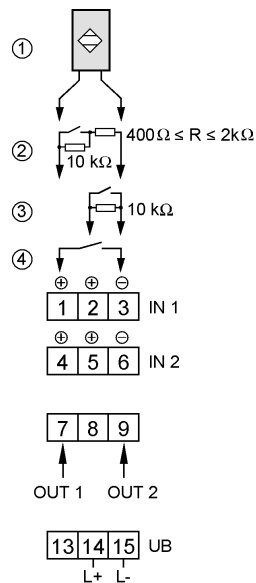 ①
② 400Ω ≤ R ≤ 2kΩ
10 kΩ
③ 10 kΩ
④
⊕ ⊕ ⊖
1 2 3 IN 1
⊕ ⊕ ⊖
4 5 6 IN 2
7 8 9
OUT 1 OUT 2
13 14 15 UB
L+ L-